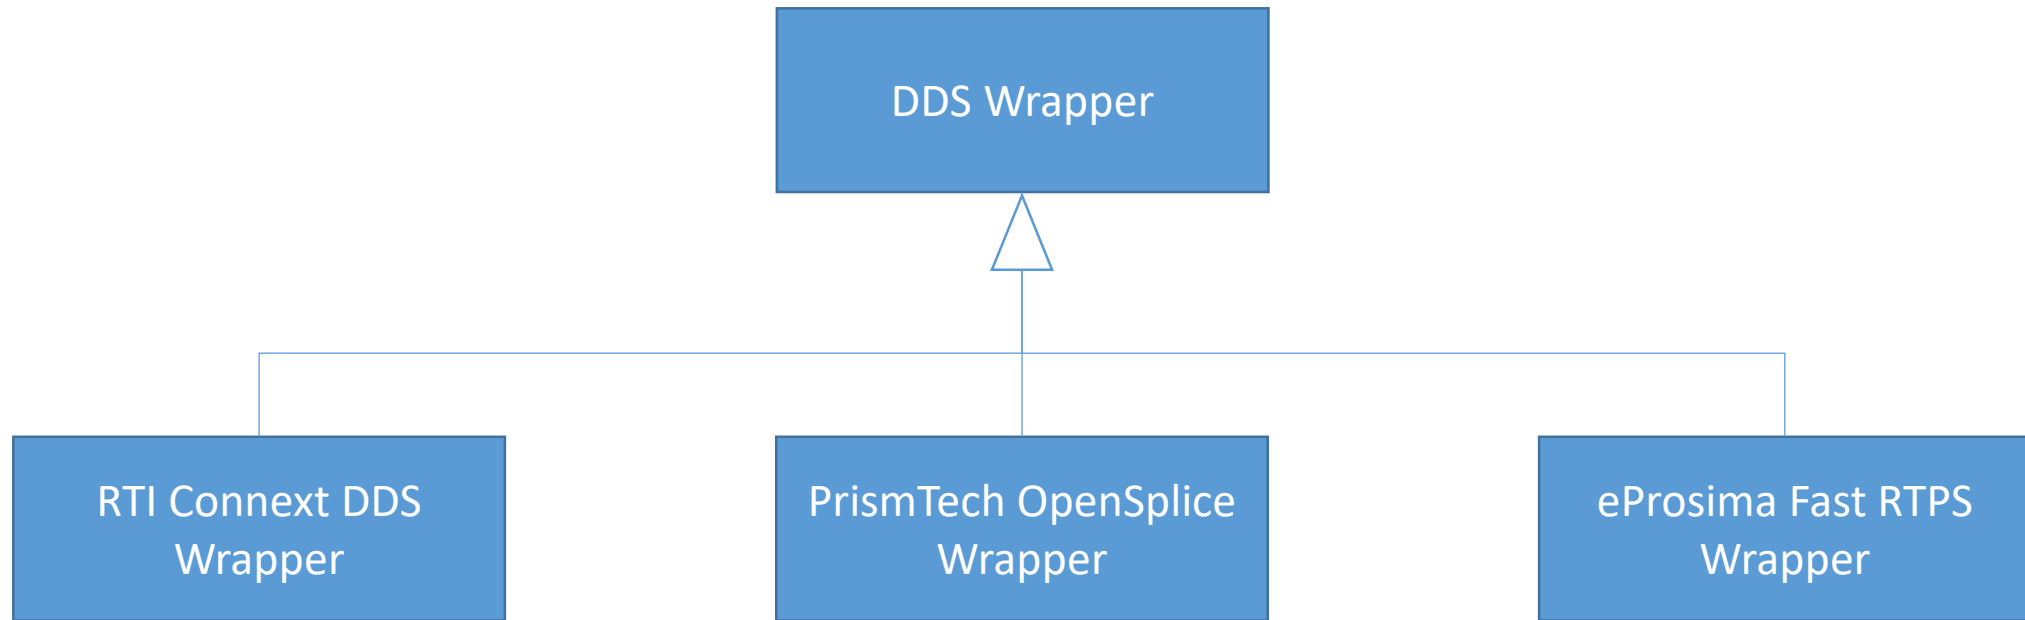 DDS Wrapper
RTI Connext DDS
Wrapper
PrismTech OpenSplice
Wrapper
eProsima Fast RTPS
Wrapper